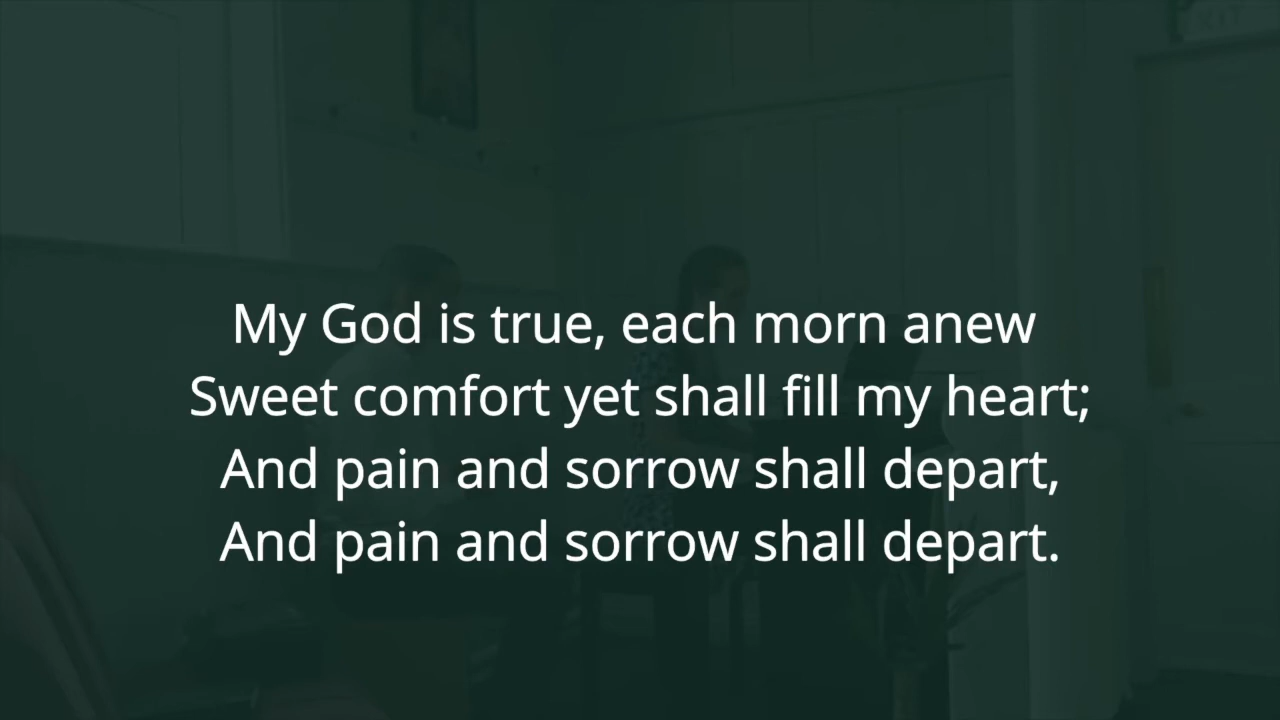 My God is true, each morn anew
Sweet comfort yet shall fill my heart;
And pain and sorrow shall depart,
And pain and sorrow shall depart.